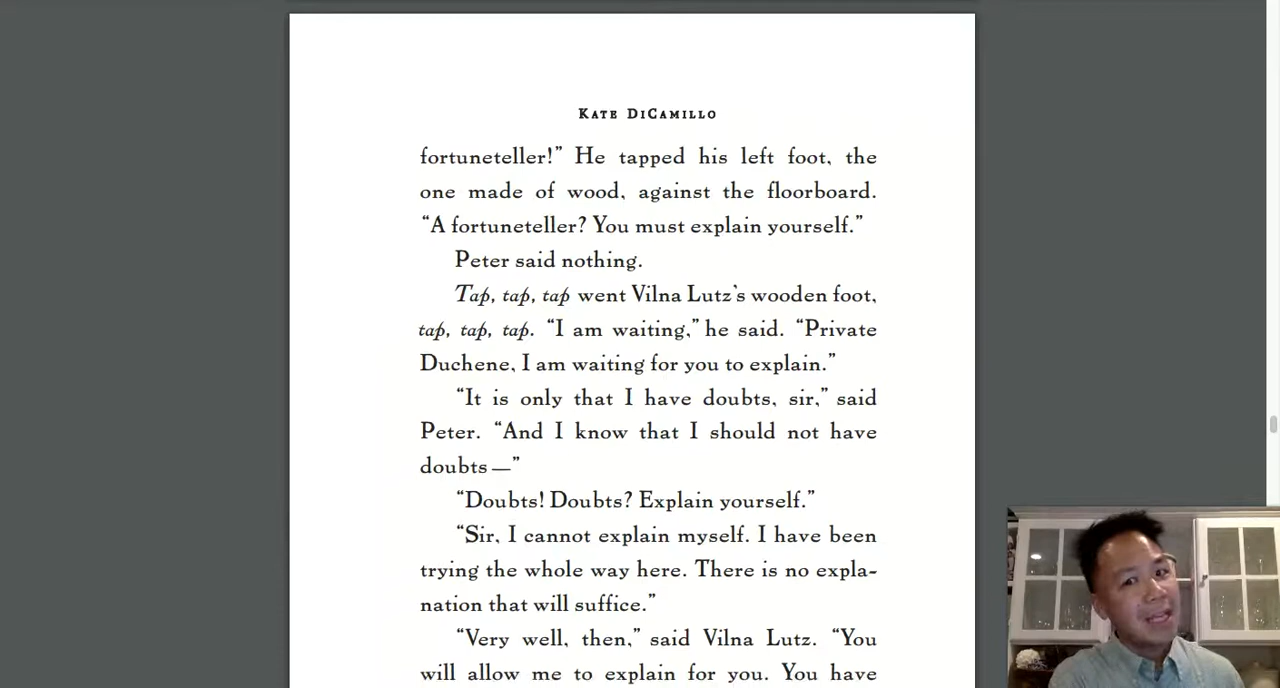 KATE DICAMILLO
fortuneteller!” He tapped his left foot, the
one made of wood, against the floorboard.
“A fortuneteller? You must explain yourself.”
Peter said nothing.
Tap, tap, tap went Vilna Lutz’s wooden foot,
tap, tap, tap. “I am waiting,” he said. “Private
Duchene, I am waiting for you to explain.”
“It is only that I have doubts, sir,” said
Peter. “And I know that I should not have
doubts —”
“Doubts! Doubts? Explain yourself.”
“Sir, I cannot explain myself. I have been
trying the whole way here. There is no expla-
nation that will suffice.”
“Very well, then,” said Vilna Lutz. “You
will allow me to explain for you. You have